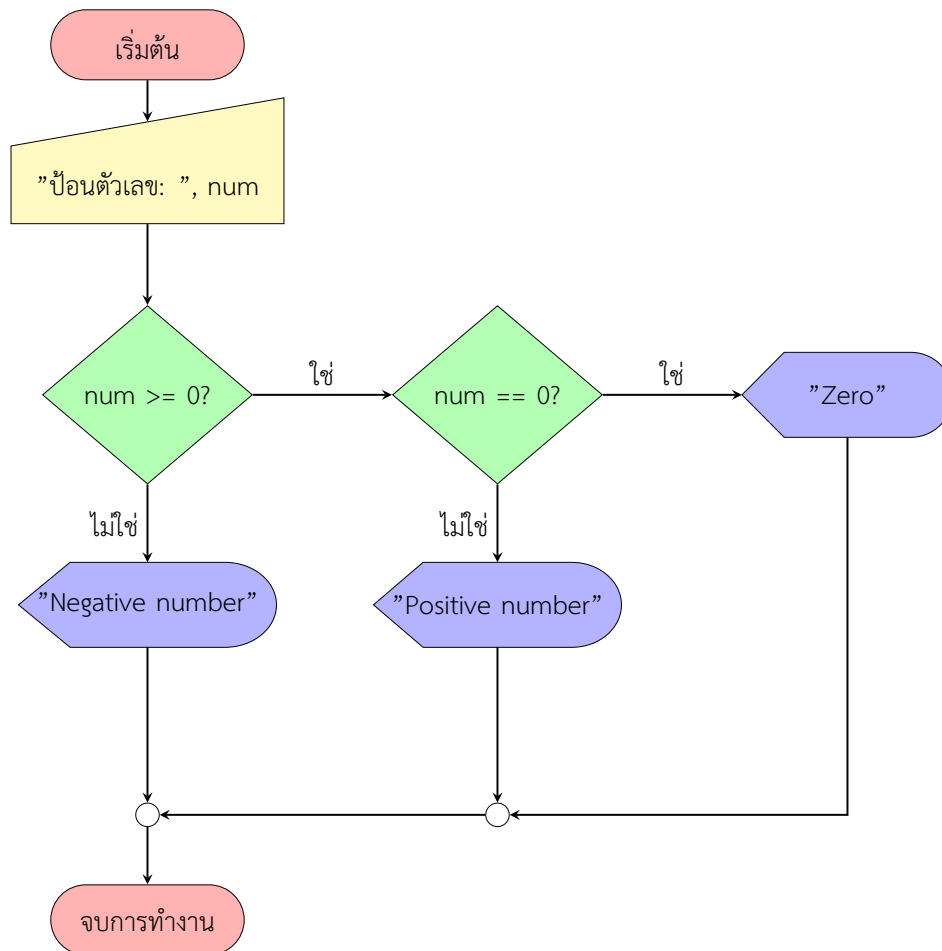 เริ่มต้น
”ป้อนตัวเลข: ”, num
num >= 0?
ใช่
num == 0?
ใช่
”Zero”
ไม่ใช่
ไม่ใช่
”Negative number”
”Positive number”
จบการทำงาน